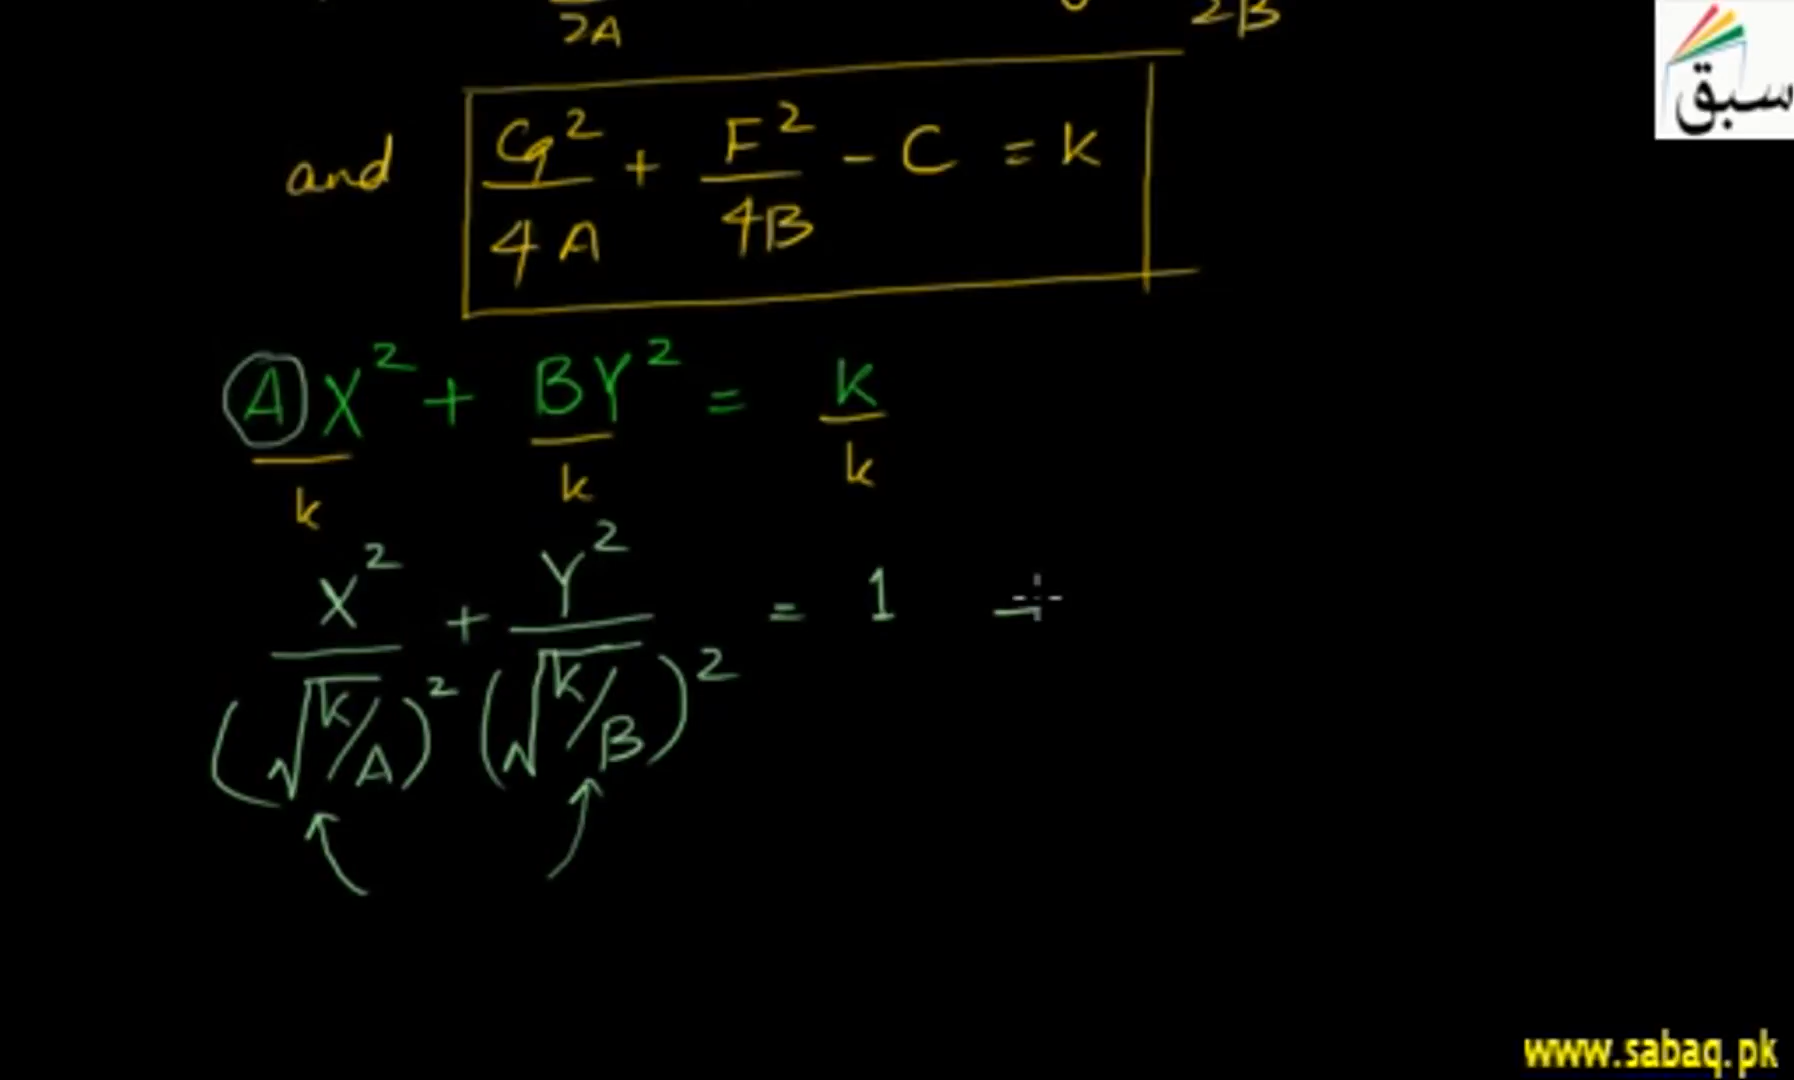 2A 2B
and G²/4A + F²/4B - C = k
AX²/k + BY²/k = K/k
X²/(√K/A)² + Y²/(√K/B)² = 1 -
سبق
www.sabaq.pk